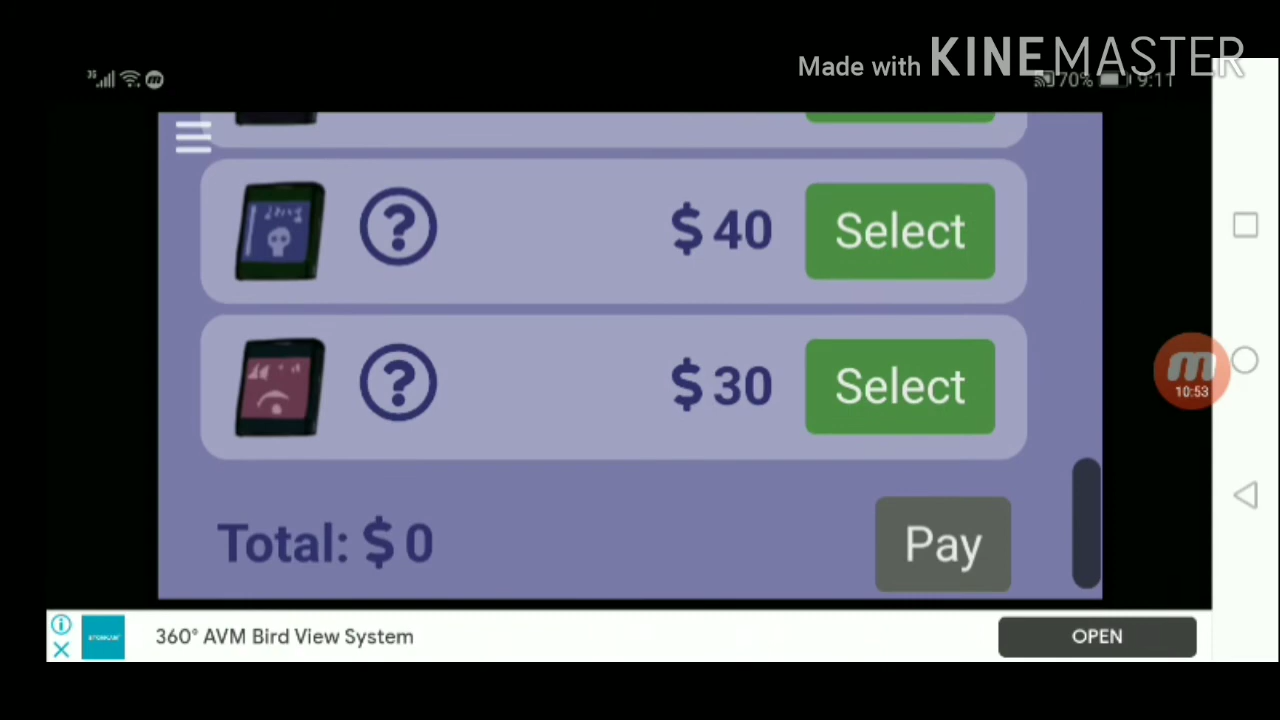 Made with KINEMASTER
3G
70% 9:11
? $ 40 Select
? $ 30 Select
10:53
Total: $ 0 Pay
360° AVM Bird View System OPEN